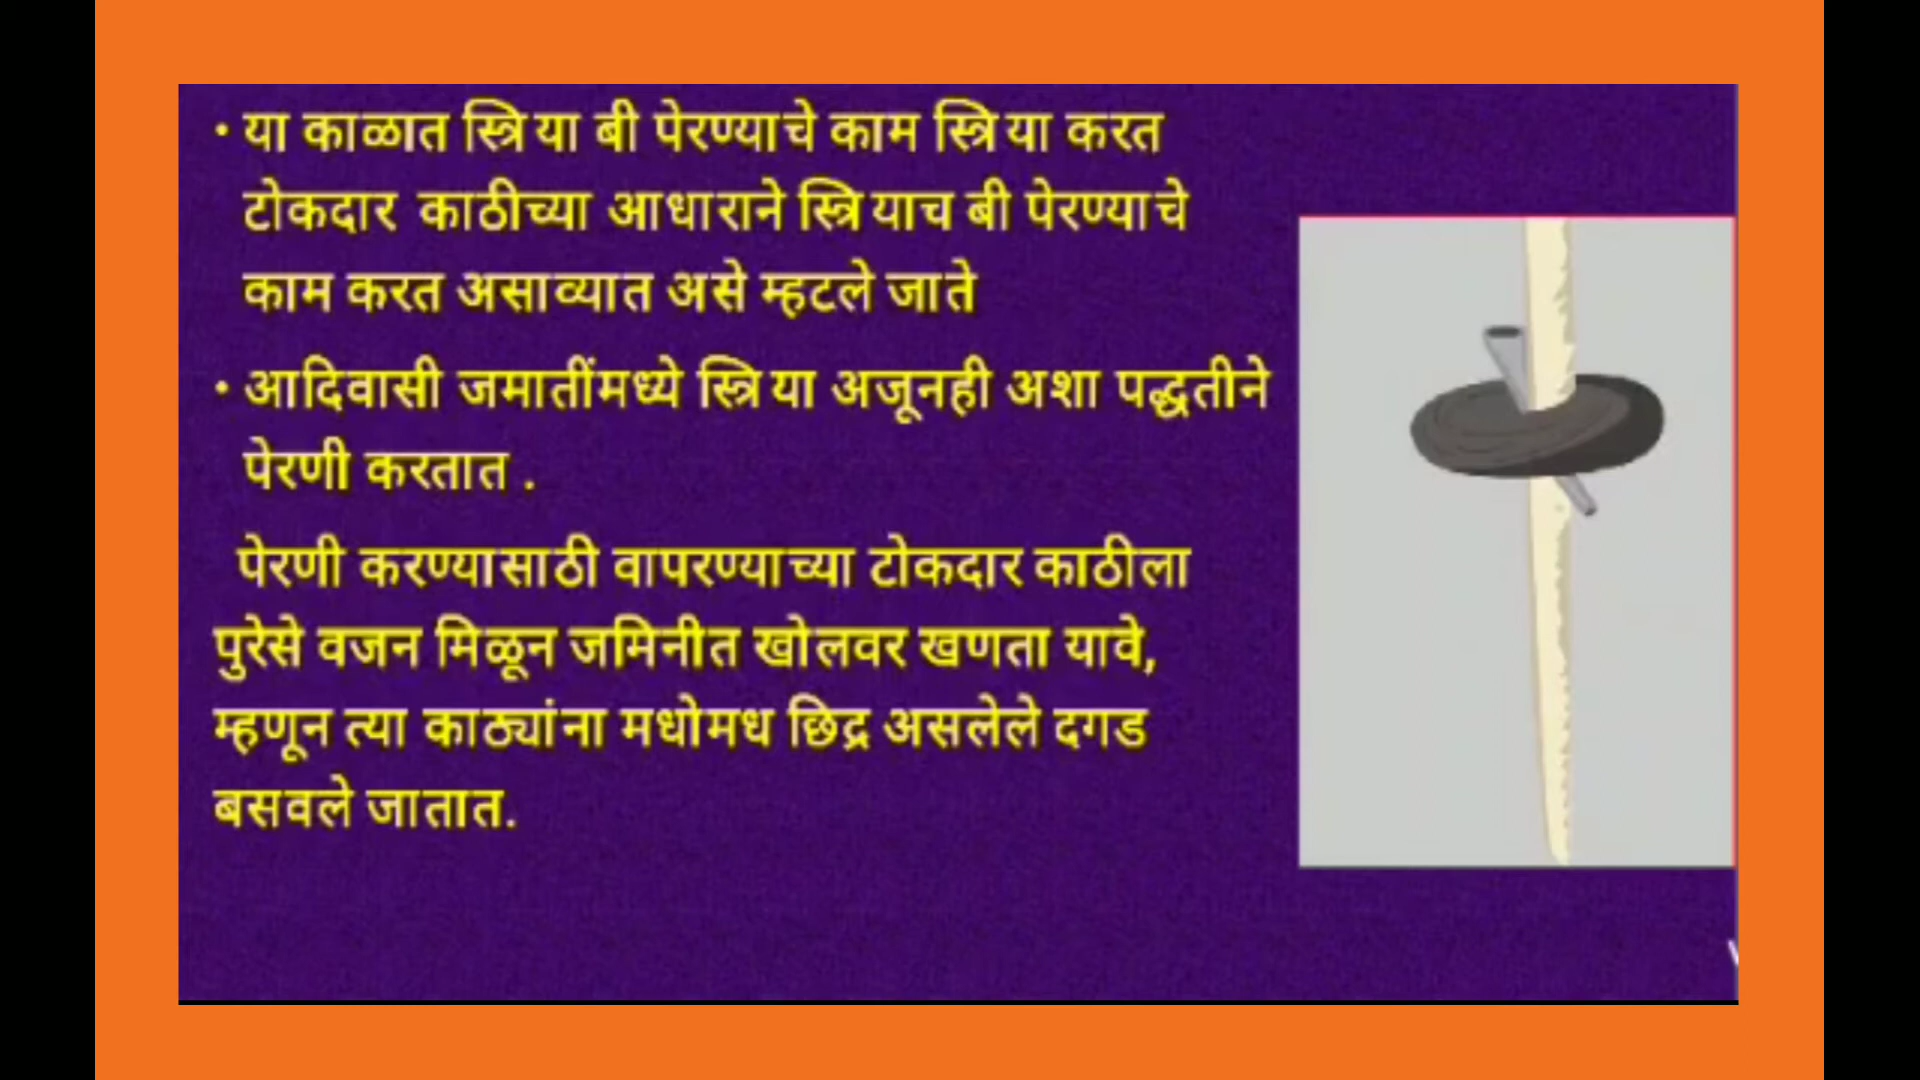 • या काळात स्त्रिया बी पेरण्याचे काम स्त्रिया करत
टोकदार काठीच्या आधाराने स्त्रियाच बी पेरण्याचे
काम करत असाव्यात असे म्हटले जाते
• आदिवासी जमातींमध्ये स्त्रिया अजूनही अशा पद्धतीने
पेरणी करतात .
पेरणी करण्यासाठी वापरण्याच्या टोकदार काठीला
पुरेसे वजन मिळून जमिनीत खोलवर खणता यावे,
म्हणून त्या काठ्यांना मधोमध छिद्र असलेले दगड
बसवले जातात.